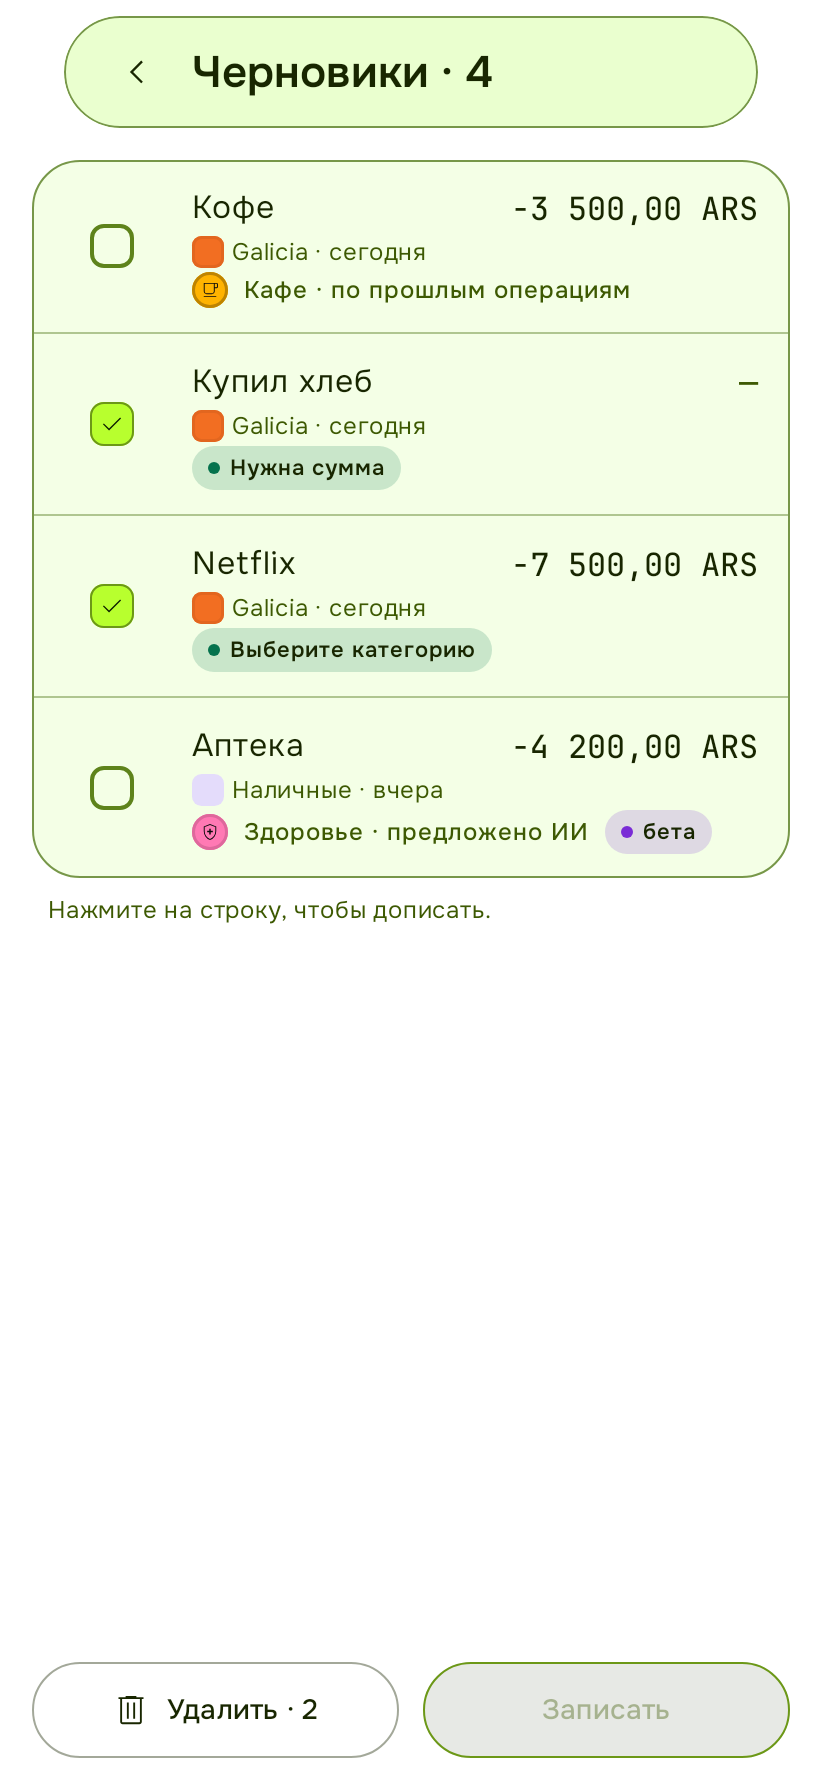 Черновики · 4
Кофе -3 500,00 ARS
Galicia · сегодня
Кафе · по прошлым операциям
Купил хлеб —
Galicia · сегодня
Нужна сумма
Netflix -7 500,00 ARS
Galicia · сегодня
Выберите категорию
Аптека -4 200,00 ARS
Наличные · вчера
Здоровье · предложено ИИ бета
Нажмите на строку, чтобы дописать.
Удалить · 2 Записать